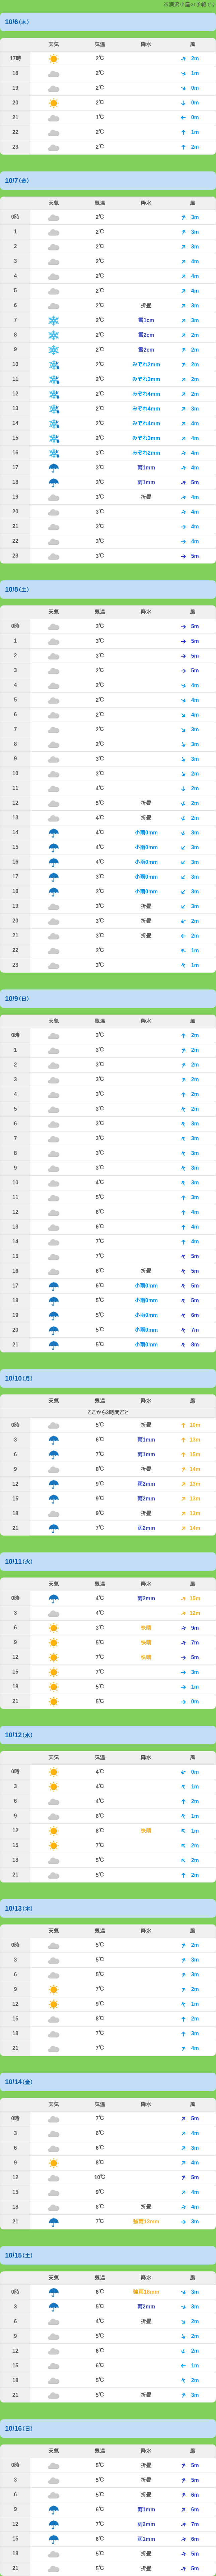 ※涸沢小屋の予報です
10/6(木)
天気 気温 降水 風
17時 2℃ 2m
18 2℃ 1m
19 2℃ 0m
20 2℃ 0m
21 1℃ 0m
22 2℃ 1m
23 2℃ 2m
10/7(金)
天気 気温 降水 風
0時 2℃ 3m
1 2℃ 3m
2 2℃ 3m
3 2℃ 4m
4 2℃ 4m
5 2℃ 4m
6 2℃ 折畳 3m
7 2℃ 雪1cm 3m
8 2℃ 雪2cm 2m
9 2℃ 雪2cm 2m
10 2℃ みぞれ2mm 2m
11 2℃ みぞれ3mm 2m
12 2℃ みぞれ4mm 2m
13 2℃ みぞれ4mm 3m
14 2℃ みぞれ4mm 4m
15 2℃ みぞれ3mm 4m
16 3℃ みぞれ2mm 4m
17 3℃ 雨1mm 4m
18 3℃ 雨1mm 5m
19 3℃ 折畳 4m
20 3℃ 4m
21 3℃ 4m
22 3℃ 4m
23 3℃ 5m
10/8(土)
天気 気温 降水 風
0時 3℃ 5m
1 3℃ 5m
2 3℃ 5m
3 3℃ 5m
4 2℃ 4m
5 2℃ 4m
6 2℃ 4m
7 2℃ 3m
8 2℃ 3m
9 3℃ 3m
10 3℃ 2m
11 4℃ 2m
12 5℃ 折畳 2m
13 4℃ 折畳 2m
14 4℃ 小雨0mm 3m
15 4℃ 小雨0mm 3m
16 4℃ 小雨0mm 3m
17 3℃ 小雨0mm 3m
18 3℃ 小雨0mm 3m
19 3℃ 折畳 3m
20 3℃ 折畳 2m
21 3℃ 折畳 2m
22 3℃ 1m
23 3℃ 1m
10/9(日)
天気 気温 降水 風
0時 3℃ 2m
1 3℃ 2m
2 3℃ 2m
3 3℃ 2m
4 3℃ 2m
5 3℃ 2m
6 3℃ 3m
7 3℃ 3m
8 3℃ 3m
9 3℃ 3m
10 4℃ 3m
11 5℃ 3m
12 6℃ 4m
13 6℃ 4m
14 7℃ 4m
15 7℃ 5m
16 6℃ 折畳 5m
17 6℃ 小雨0mm 5m
18 5℃ 小雨0mm 5m
19 5℃ 小雨0mm 6m
20 5℃ 小雨0mm 7m
21 5℃ 小雨0mm 8m
10/10(月)
天気 気温 降水 風
ここから3時間ごと
0時 5℃ 折畳 10m
3 6℃ 雨1mm 13m
6 7℃ 雨1mm 15m
9 8℃ 折畳 14m
12 9℃ 雨2mm 13m
15 9℃ 雨2mm 13m
18 9℃ 折畳 13m
21 7℃ 雨2mm 14m
10/11(火)
天気 気温 降水 風
0時 4℃ 雨2mm 15m
3 4℃ 12m
6 3℃ 快晴 9m
9 5℃ 快晴 7m
12 7℃ 快晴 5m
15 7℃ 3m
18 5℃ 1m
21 5℃ 0m
10/12(水)
天気 気温 降水 風
0時 4℃ 0m
3 4℃ 1m
6 4℃ 2m
9 6℃ 1m
12 8℃ 快晴 1m
15 7℃ 2m
18 5℃ 2m
21 5℃ 2m
10/13(木)
天気 気温 降水 風
0時 5℃ 2m
3 5℃ 3m
6 5℃ 3m
9 7℃ 2m
12 9℃ 1m
15 8℃ 2m
18 7℃ 3m
21 7℃ 4m
10/14(金)
天気 気温 降水 風
0時 7℃ 5m
3 6℃ 4m
6 6℃ 3m
9 8℃ 4m
12 10℃ 5m
15 9℃ 4m
18 8℃ 折畳 4m
21 7℃ 強雨13mm 3m
10/15(土)
天気 気温 降水 風
0時 6℃ 強雨16mm 3m
3 5℃ 雨2mm 3m
6 4℃ 折畳 2m
9 5℃ 2m
12 6℃ 2m
15 6℃ 1m
18 5℃ 2m
21 5℃ 折畳 3m
10/16(日)
天気 気温 降水 風
0時 5℃ 折畳 5m
3 5℃ 折畳 5m
6 5℃ 折畳 6m
9 6℃ 雨1mm 6m
12 7℃ 雨2mm 7m
15 6℃ 雨1mm 6m
18 5℃ 折畳 5m
21 5℃ 折畳 5m